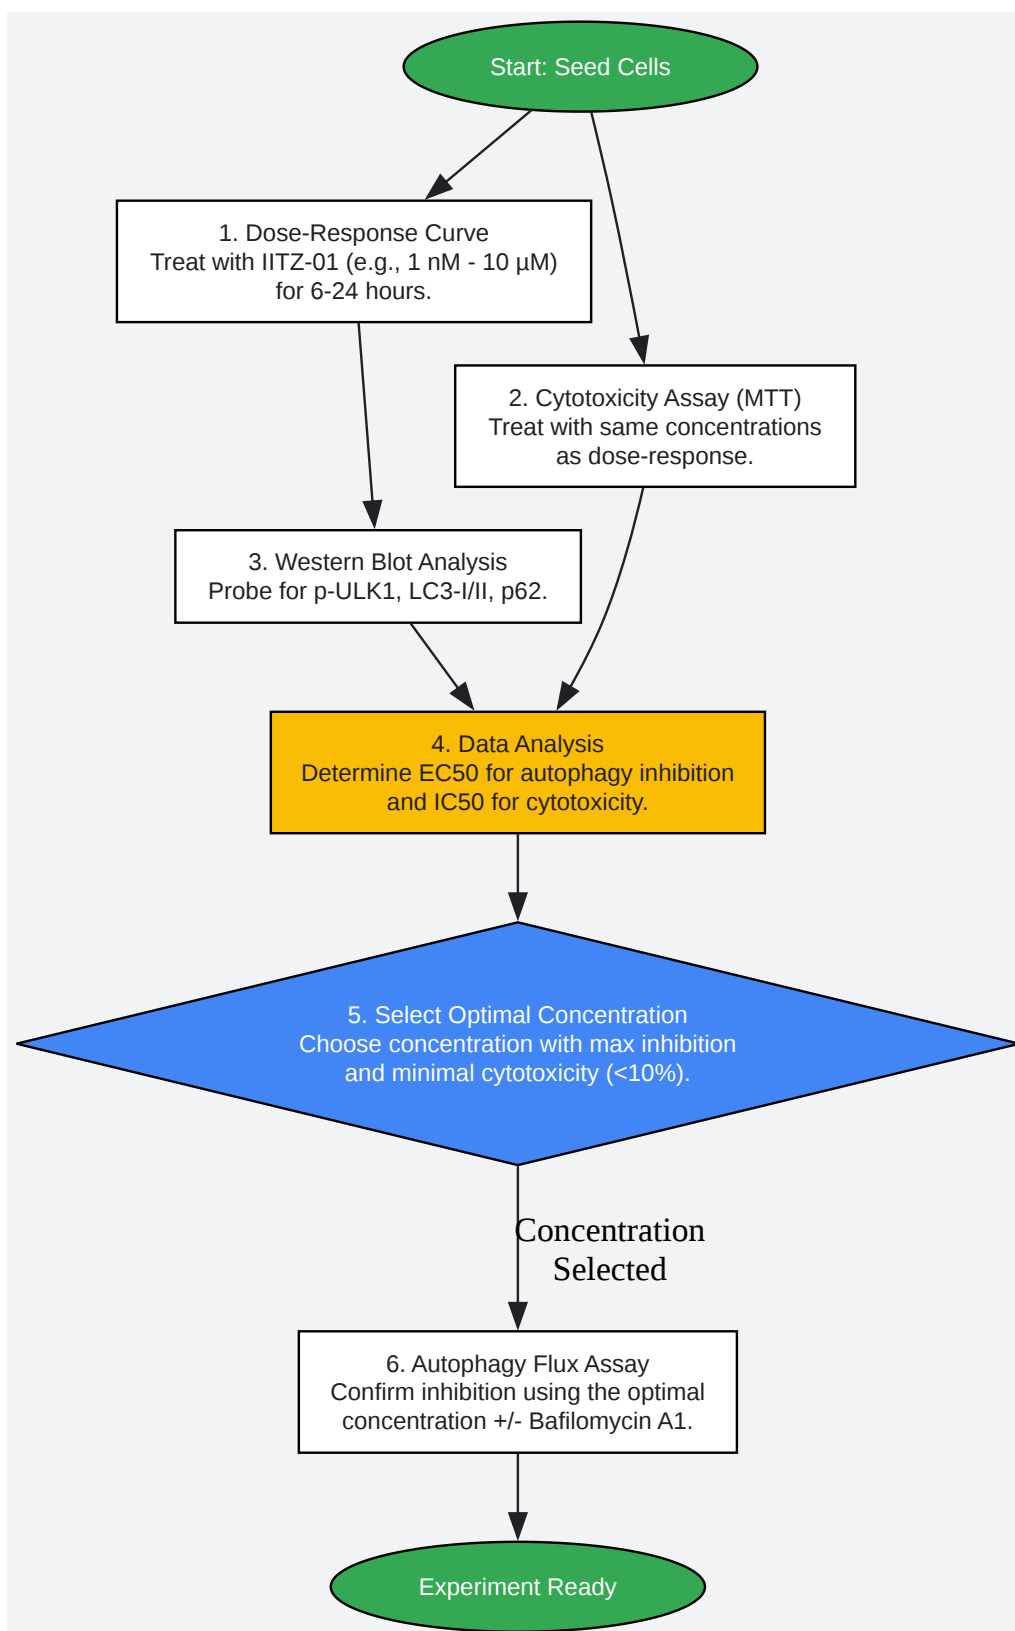 Start: Seed Cells
1. Dose-Response Curve
Treat with IITZ-01 (e.g., 1 nM - 10 µM)
for 6-24 hours.
2. Cytotoxicity Assay (MTT)
Treat with same concentrations
as dose-response.
3. Western Blot Analysis
Probe for p-ULK1, LC3-I/II, p62.
4. Data Analysis
Determine EC50 for autophagy inhibition
and IC50 for cytotoxicity.
5. Select Optimal Concentration
Choose concentration with max inhibition
and minimal cytotoxicity (<10%).
Concentration
Selected
6. Autophagy Flux Assay
Confirm inhibition using the optimal
concentration +/- Bafilomycin A1.
Experiment Ready